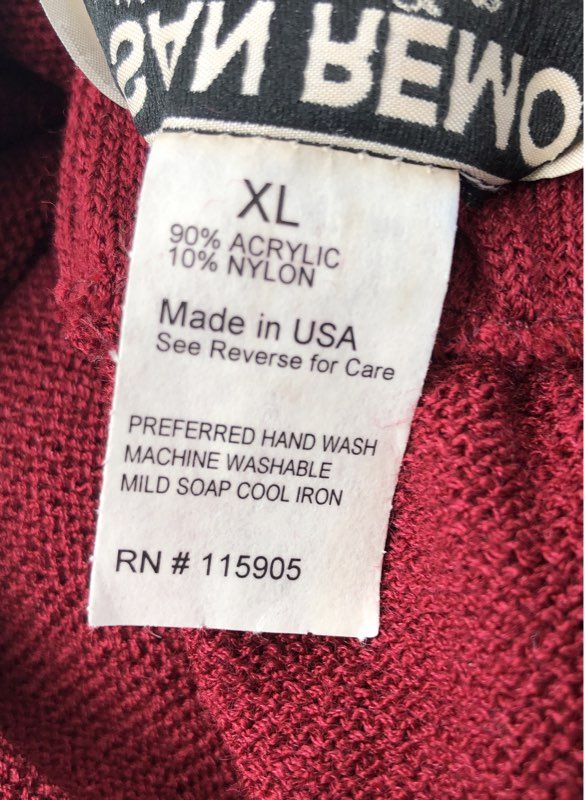 SAN REMO
XL
90% ACRYLIC
10% NYLON
Made in USA
See Reverse for Care
PREFERRED HAND WASH
MACHINE WASHABLE
MILD SOAP COOL IRON
RN # 115905